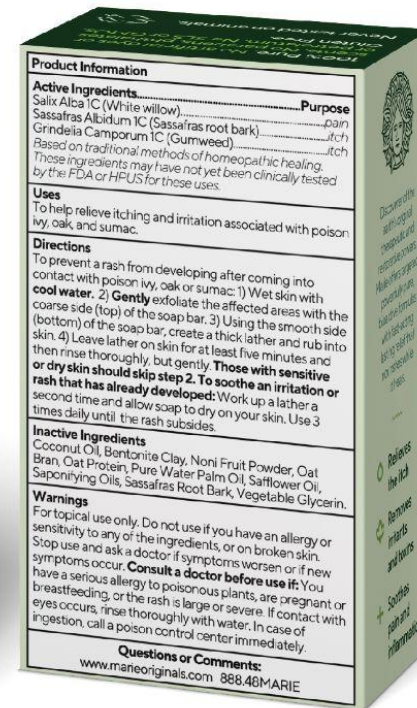 100% Pure
Gluten free.
Never tested on animals.
Product Information
Active Ingredients..........Purpose
Salix Alba 1C (White willow)..........pain
Sassafras Albidum 1C (Sassafras root bark)..........itch
Grindelia Camporum 1C (Gumweed)..........itch
Based on traditional methods of homeopathic healing.
These ingredients may have not yet been clinically tested
by the FDA or HPUS for these uses.
Uses
To help relieve itching and irritation associated with poison
ivy, oak, and sumac.
Directions
To prevent a rash from developing after coming into
contact with poison ivy, oak or sumac: 1) Wet skin with
cool water. 2) Gently exfoliate the affected areas with the
coarse side (top) of the soap bar. 3) Using the smooth side
(bottom) of the soap bar, create a thick lather and rub into
skin. 4) Leave lather on skin for at least five minutes and
then rinse thoroughly, but gently. Those with sensitive
or dry skin should skip step 2. To soothe an irritation or
rash that has already developed: Work up a lather a
second time and allow soap to dry on your skin. Use 3
times daily until the rash subsides.
Inactive Ingredients
Coconut Oil, Bentonite Clay, Noni Fruit Powder, Oat
Bran, Oat Protein, Pure Water Palm Oil, Safflower Oil,
Saponifying Oils, Sassafras Root Bark, Vegetable Glycerin.
Warnings
For topical use only. Do not use if you have an allergy or
sensitivity to any of the ingredients, or on broken skin.
Stop use and ask a doctor if symptoms worsen or if new
symptoms occur. Consult a doctor before use if: You
have a serious allergy to poisonous plants, are pregnant or
breastfeeding, or the rash is large or severe. If contact with
eyes occurs, rinse thoroughly with water. In case of
ingestion, call a poison control center immediately.
Questions or Comments:
www.marieoriginals.com 888.48MARIE
Relieves
the itch
Removes
irritants
and toxins
Soothes
pain and
inflammation